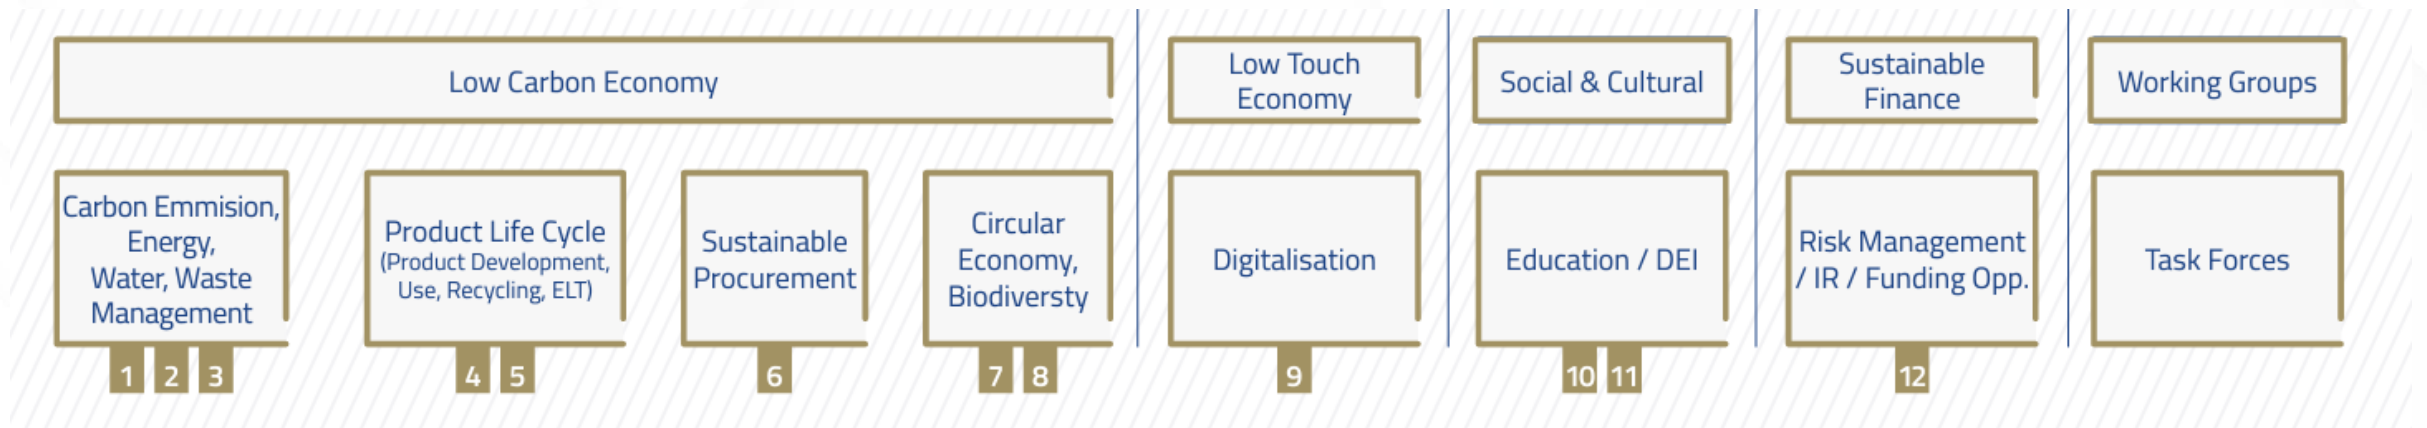 Low Carbon Economy
Low Touch
Economy
Social & Cultural
Sustainable
Finance
Working Groups
Carbon Emmision,
Energy,
Water, Waste
Management
Product Life Cycle
(Product Development,
Use, Recycling, ELT)
Sustainable
Procurement
Circular
Economy,
Biodiversty
Digitalisation
Education / DEI
Risk Management
/ IR / Funding Opp.
Task Forces
1 2 3
4 5
6
7 8
9
10 11
12